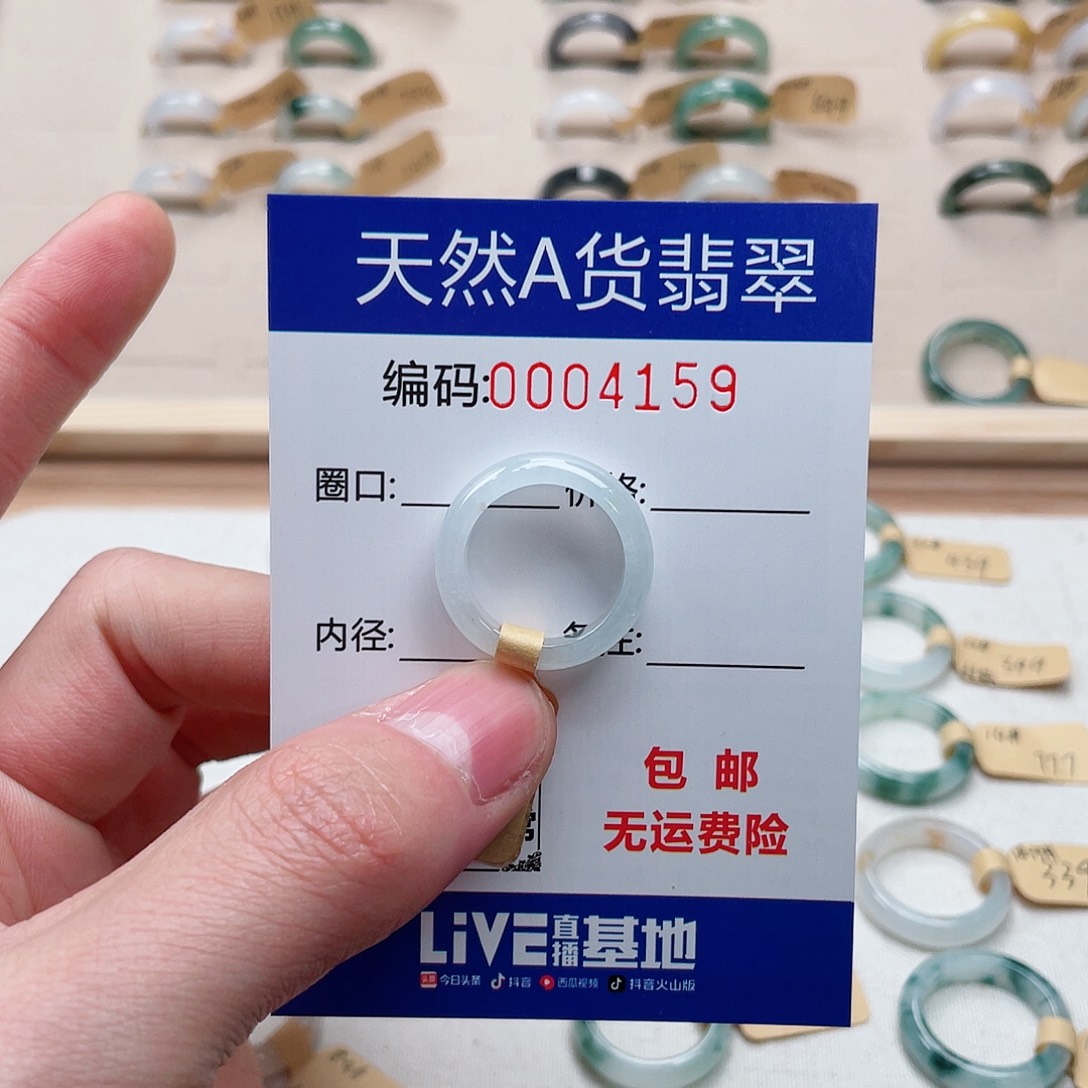 天然A货翡翠
编码:0004159
圈口:
内径:
包 邮
无运费险
LiVE直播基地
今日头条 抖音 西瓜视频 抖音火山版
777
339